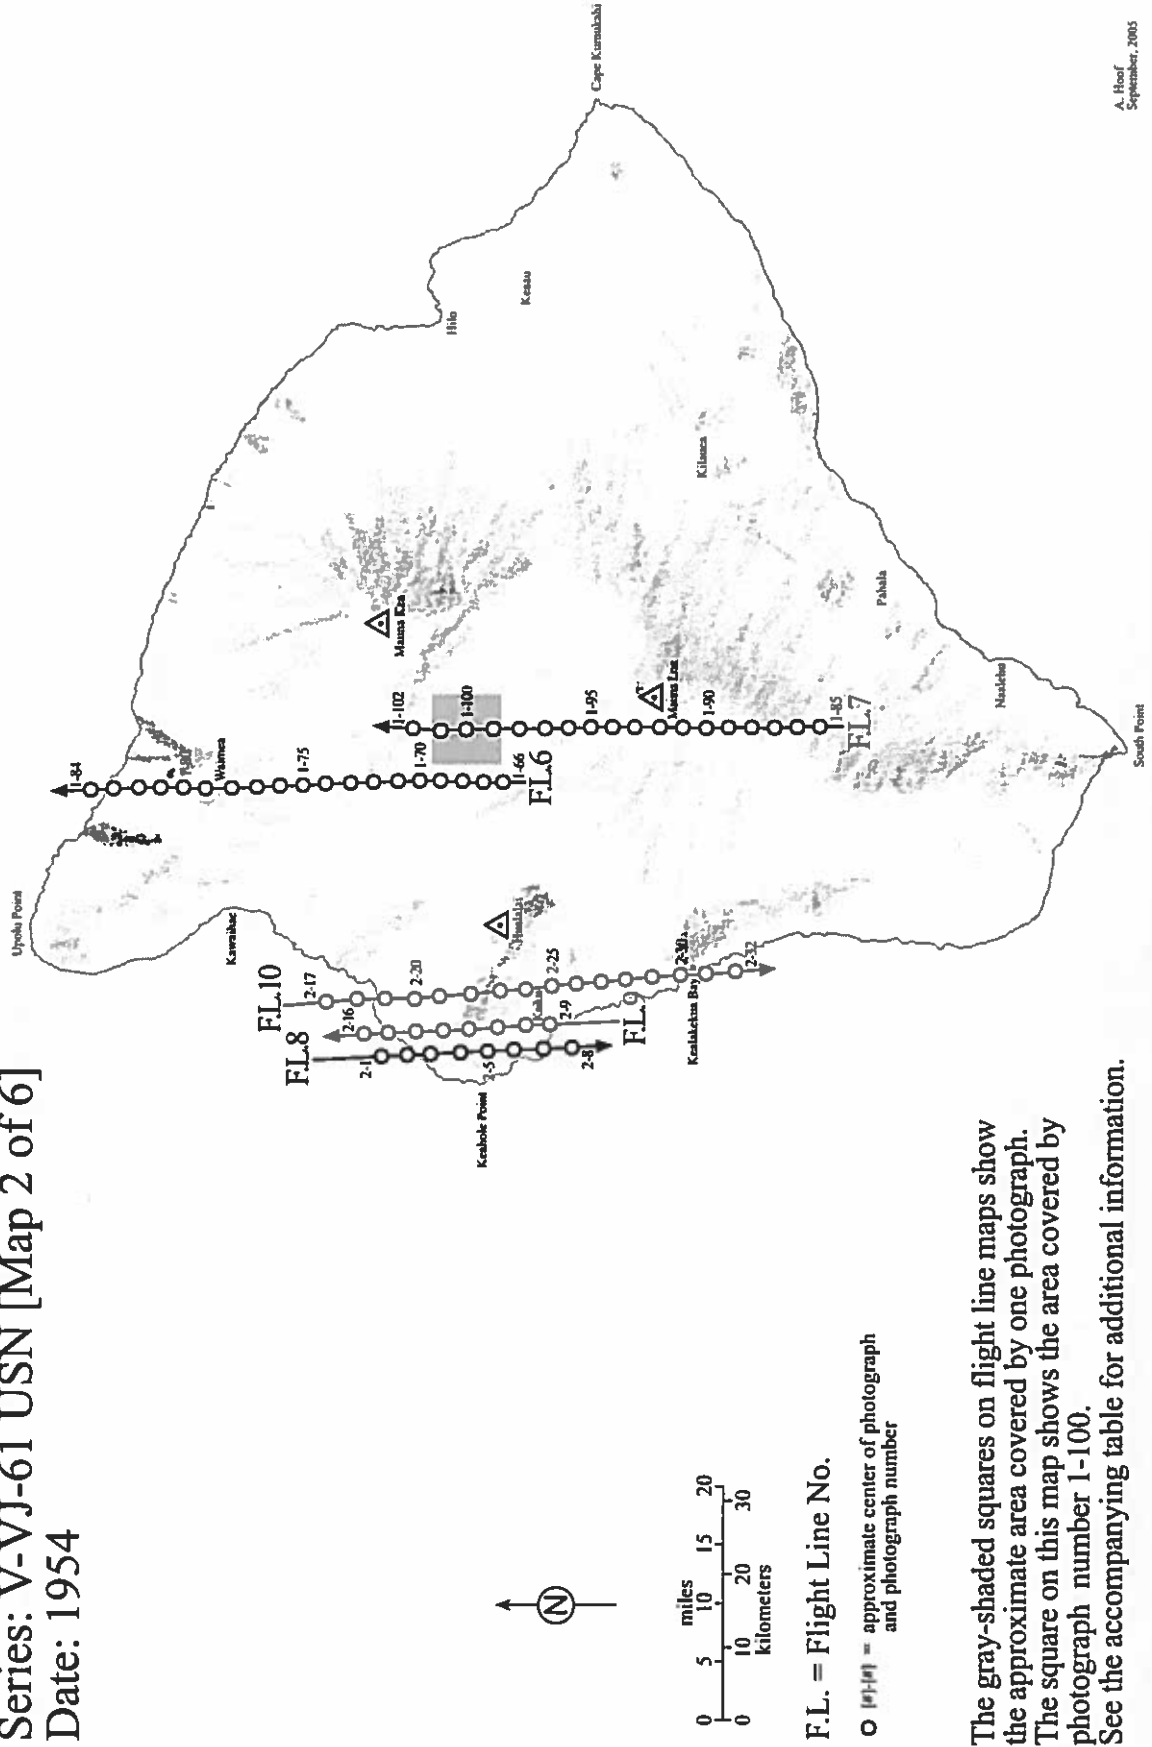 Series: V-VJ-61 USN [Map 2 of 6]
Date: 1954
Upolu Point
Kawaihae
Waimea
1-84
1-75
1-70
1-66
F.L.6
1-102
1-100
1-95
1-90
1-85
F.L.7
Mauna Kea
Mauna Loa
Hualalai
Hilo
Keaau
Cape Kumukahi
Kilauea
Pahala
Naalehu
South Point
F.L.10
2-17
2-20
2-25
2-30
2-32
F.L.8
2-1
2-5
2-8
2-16
2-9
F.L.
Keahole Point
Kealakekua Bay
N
miles
0 5 10 15 20
0 10 20 30
kilometers
F.L. = Flight Line No.
O [#]-[#] = approximate center of photograph
and photograph number
The gray-shaded squares on flight line maps show
the approximate area covered by one photograph.
The square on this map shows the area covered by
photograph number 1-100.
See the accompanying table for additional information.
A. Hoof
September, 2005